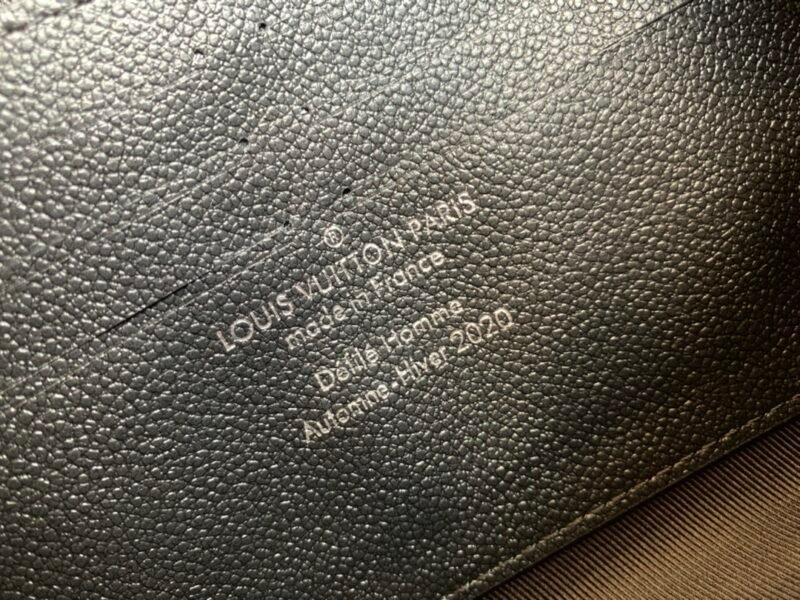 ®
LOUIS VUITTON PARIS
made in France
Défilé Homme
Automne-Hiver 2020